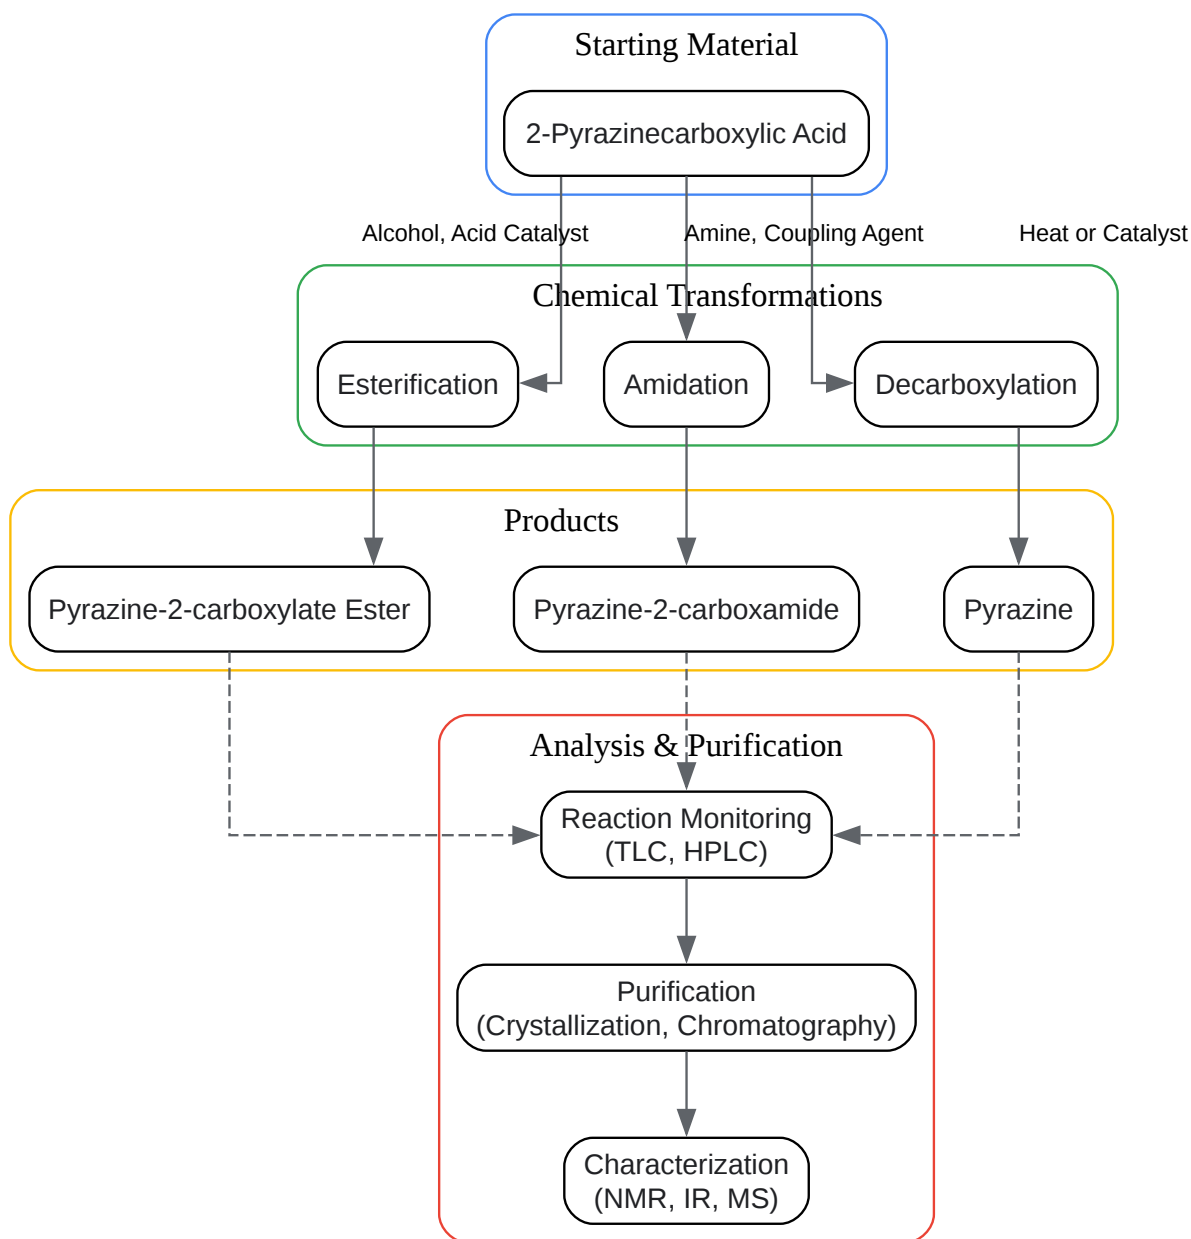 Starting Material
2-Pyrazinecarboxylic Acid
Alcohol, Acid Catalyst
Amine, Coupling Agent
Heat or Catalyst
Chemical Transformations
Esterification
Amidation
Decarboxylation
Products
Pyrazine-2-carboxylate Ester
Pyrazine-2-carboxamide
Pyrazine
Analysis & Purification
Reaction Monitoring
(TLC, HPLC)
Purification
(Crystallization, Chromatography)
Characterization
(NMR, IR, MS)